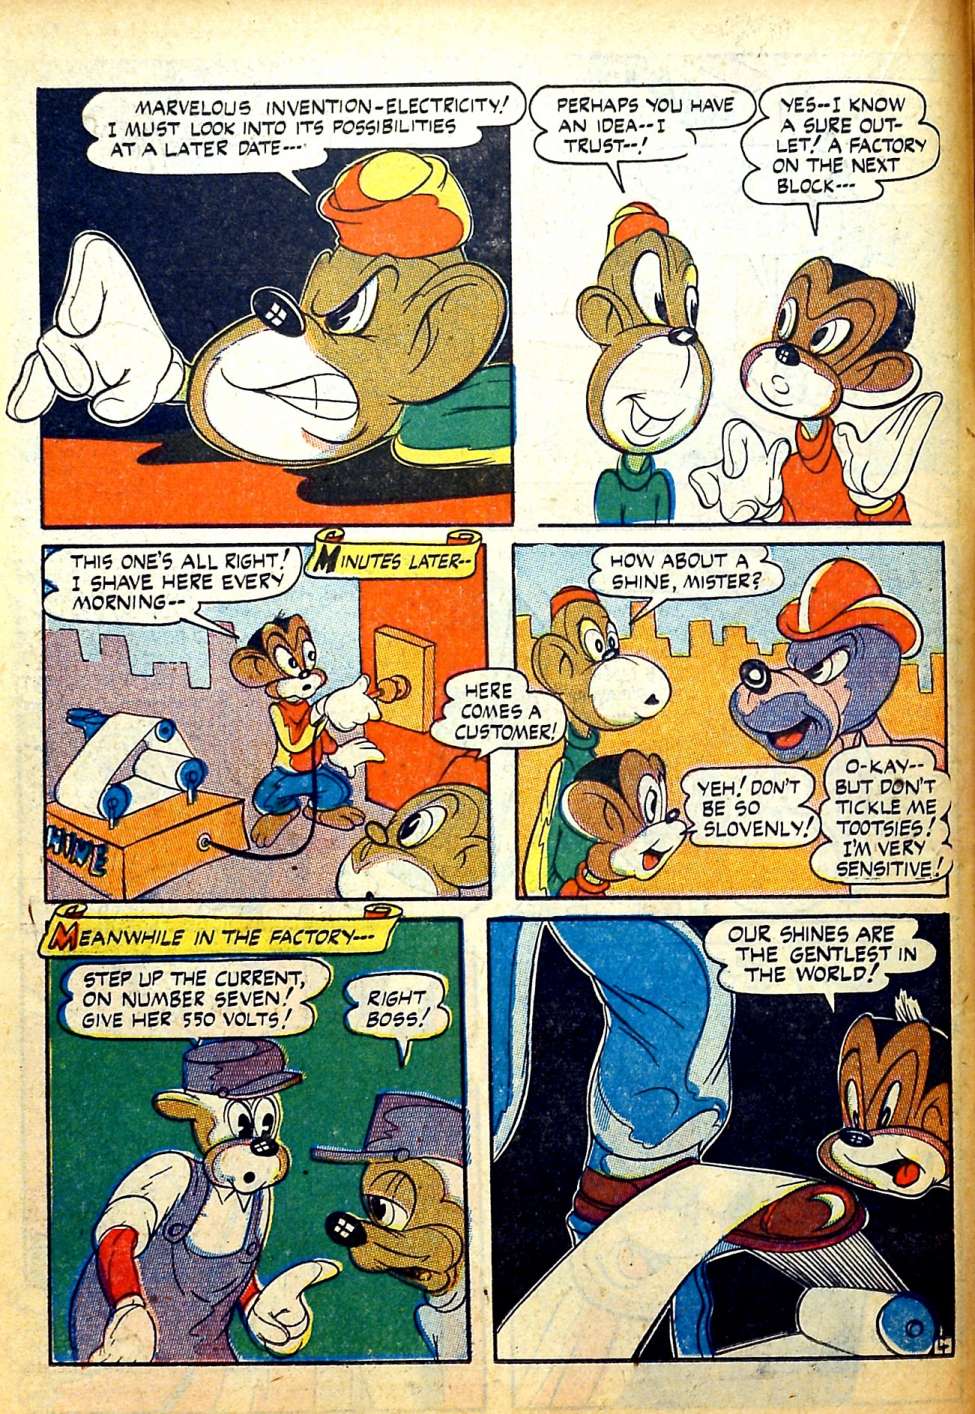 MARVELOUS INVENTION-ELECTRICITY!
I MUST LOOK INTO ITS POSSIBILITIES
AT A LATER DATE---
PERHAPS YOU HAVE
AN IDEA--I
TRUST--!
YES--I KNOW
A SURE OUT-
LET! A FACTORY
ON THE NEXT
BLOCK---
MINUTES LATER--
THIS ONE'S ALL RIGHT!
I SHAVE HERE EVERY
MORNING--
HERE
COMES A
CUSTOMER!
HINE
HOW ABOUT A
SHINE, MISTER?
YEH! DON'T
BE SO
SLOVENLY!
O-KAY--
BUT DON'T
TICKLE ME
TOOTSIES!
I'M VERY
SENSITIVE!
MEANWHILE IN THE FACTORY---
STEP UP THE CURRENT,
ON NUMBER SEVEN!
GIVE HER 550 VOLTS!
RIGHT
BOSS!
OUR SHINES ARE
THE GENTLEST IN
THE WORLD!
4